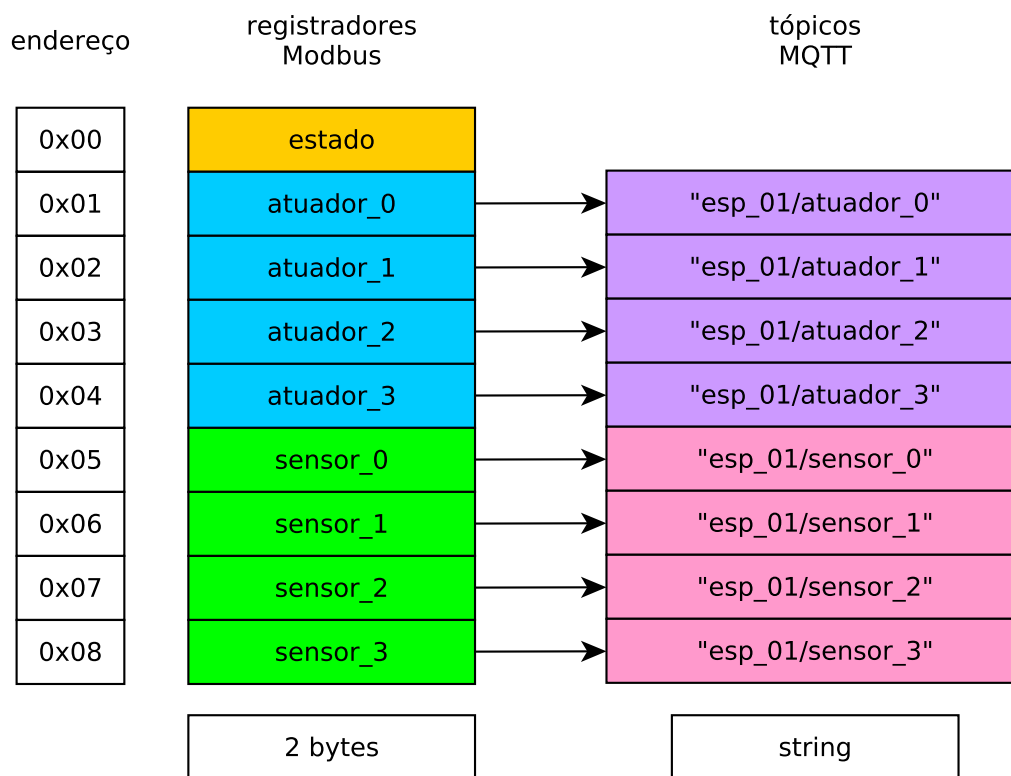 endereço
registradores
Modbus
tópicos
MQTT
0x00
estado
0x01
atuador_0
"esp_01/atuador_0"
0x02
atuador_1
"esp_01/atuador_1"
0x03
atuador_2
"esp_01/atuador_2"
0x04
atuador_3
"esp_01/atuador_3"
0x05
sensor_0
"esp_01/sensor_0"
0x06
sensor_1
"esp_01/sensor_1"
0x07
sensor_2
"esp_01/sensor_2"
0x08
sensor_3
"esp_01/sensor_3"
2 bytes
string